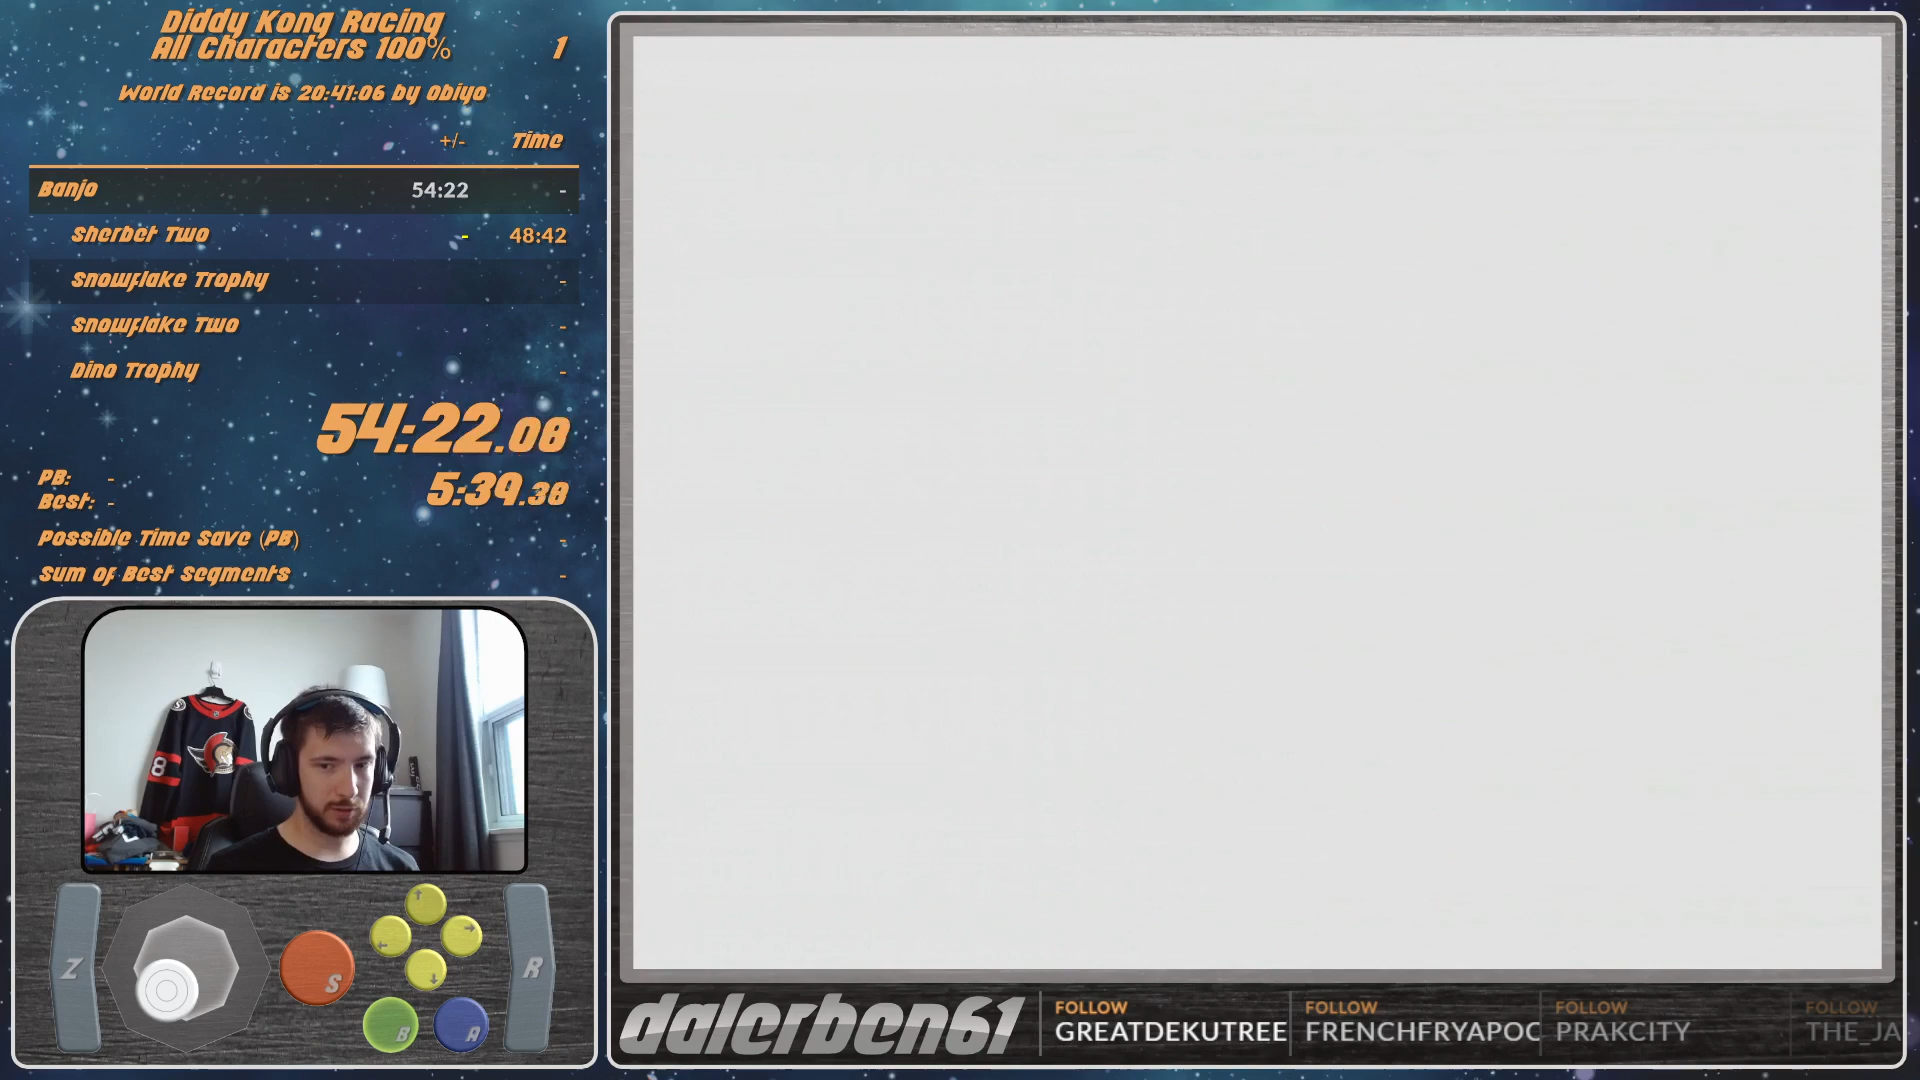 Diddy Kong Racing
All Characters 100%
1
World Record is 20:41:06 by Obiyo
+/- Time
Banjo 54:22 -
Sherbet Two - 48:42
Snowflake Trophy -
Snowflake Two -
Dino Trophy -
54:22.08
PB: -
5:39.38
Best: -
Possible Time Save (PB) -
Sum of Best Segments -
8
Z
S
B
A
R
dalerben61
FOLLOW
GREATDEKUTREE
FOLLOW
FRENCHFRYAPOC
FOLLOW
PRAKCITY
FOLLOW
THE_JA